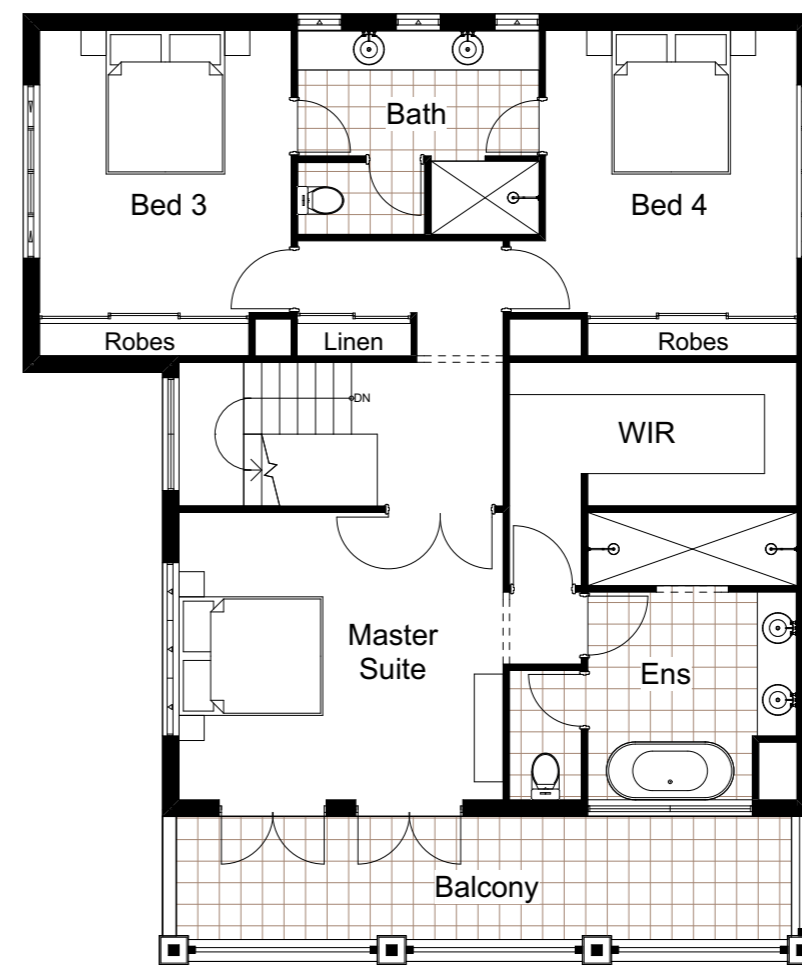 Bath
Bed 3
Bed 4
Robes
Linen
Robes
DN
WIR
Master
Suite
Ens
Balcony